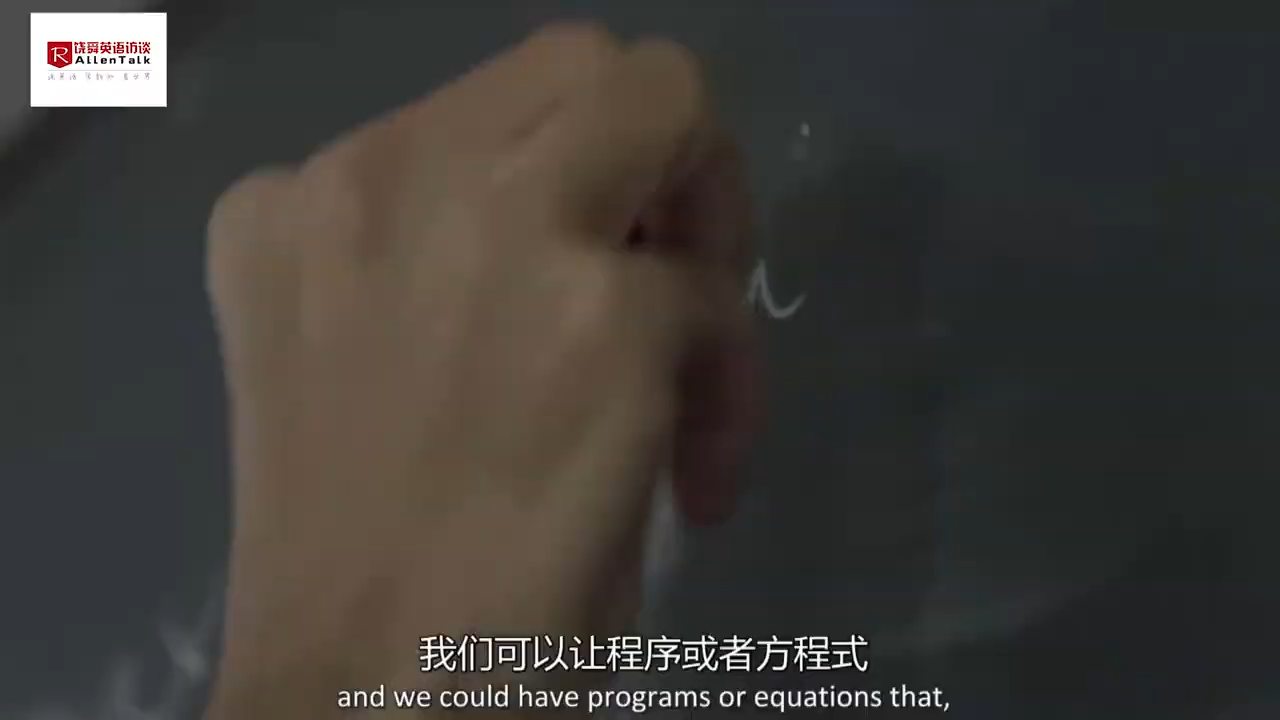 饶舜英语访谈
AllenTalk
我们可以让程序或者方程式
and we could have programs or equations that,